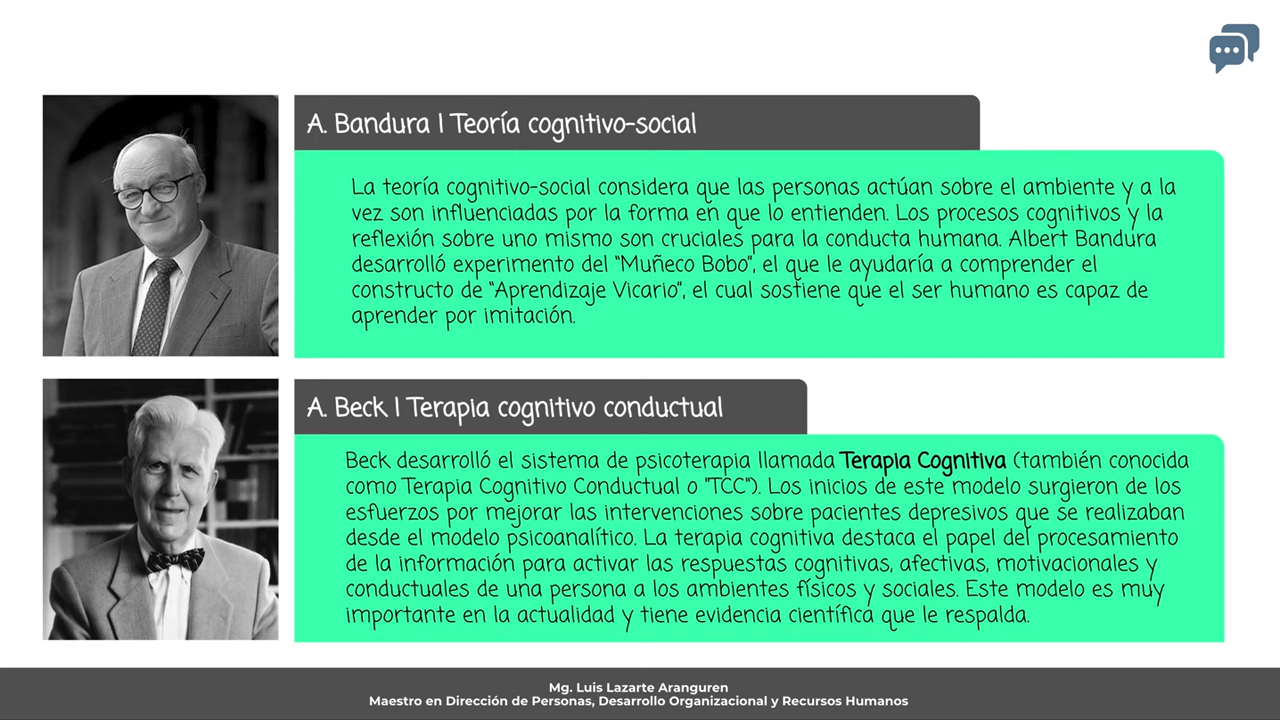 A. Bandura | Teoría cognitivo-social
La teoría cognitivo-social considera que las personas actúan sobre el ambiente y a la
vez son influenciadas por la forma en que lo entienden. Los procesos cognitivos y la
reflexión sobre uno mismo son cruciales para la conducta humana. Albert Bandura
desarrolló experimento del "Muñeco Bobo", el que le ayudaría a comprender el
constructo de "Aprendizaje Vicario", el cual sostiene que el ser humano es capaz de
aprender por imitación.
A. Beck | Terapia cognitivo conductual
Beck desarrolló el sistema de psicoterapia llamada Terapia Cognitiva (también conocida
como Terapia Cognitivo Conductual o "TCC"). Los inicios de este modelo surgieron de los
esfuerzos por mejorar las intervenciones sobre pacientes depresivos que se realizaban
desde el modelo psicoanalítico. La terapia cognitiva destaca el papel del procesamiento
de la información para activar las respuestas cognitivas, afectivas, motivacionales y
conductuales de una persona a los ambientes físicos y sociales. Este modelo es muy
importante en la actualidad y tiene evidencia científica que le respalda.
Mg. Luis Lazarte Aranguren
Maestro en Dirección de Personas, Desarrollo Organizacional y Recursos Humanos